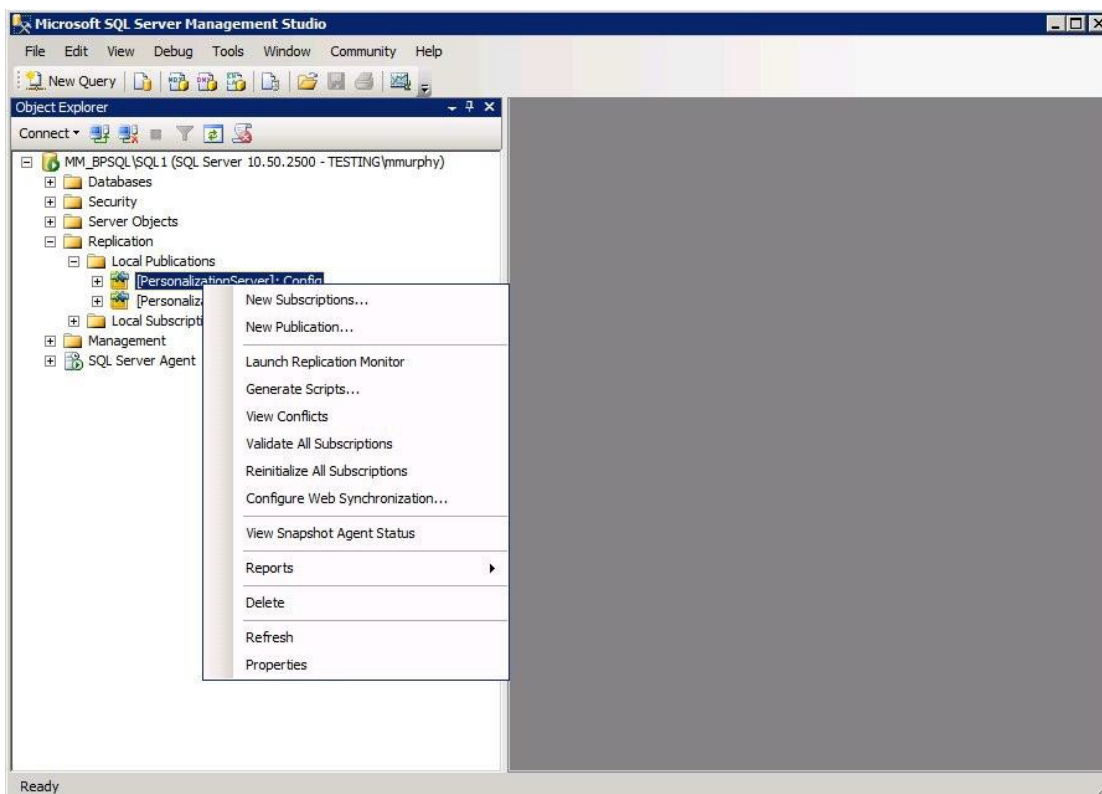 Microsoft SQL Server Management Studio
File Edit View Debug Tools Window Community Help
New Query
Object Explorer
Connect
MM_BPSQL\SQL1 (SQL Server 10.50.2500 - TESTING\mmurphy)
Databases
Security
Server Objects
Replication
Local Publications
[PersonalizationServer]: Config
[Personaliz
Local Subscripti
Management
SQL Server Agent
New Subscriptions...
New Publication...
Launch Replication Monitor
Generate Scripts...
View Conflicts
Validate All Subscriptions
Reinitialize All Subscriptions
Configure Web Synchronization...
View Snapshot Agent Status
Reports
Delete
Refresh
Properties
Ready